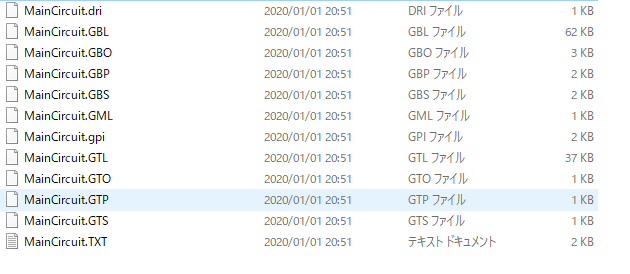 MainCircuit.dri 2020/01/01 20:51 DRI ファイル 1 KB
MainCircuit.GBL 2020/01/01 20:51 GBL ファイル 62 KB
MainCircuit.GBO 2020/01/01 20:51 GBO ファイル 3 KB
MainCircuit.GBP 2020/01/01 20:51 GBP ファイル 2 KB
MainCircuit.GBS 2020/01/01 20:51 GBS ファイル 2 KB
MainCircuit.GML 2020/01/01 20:51 GML ファイル 1 KB
MainCircuit.gpi 2020/01/01 20:51 GPI ファイル 2 KB
MainCircuit.GTL 2020/01/01 20:51 GTL ファイル 37 KB
MainCircuit.GTO 2020/01/01 20:51 GTO ファイル 1 KB
MainCircuit.GTP 2020/01/01 20:51 GTP ファイル 1 KB
MainCircuit.GTS 2020/01/01 20:51 GTS ファイル 1 KB
MainCircuit.TXT 2020/01/01 20:51 テキスト ドキュメント 2 KB